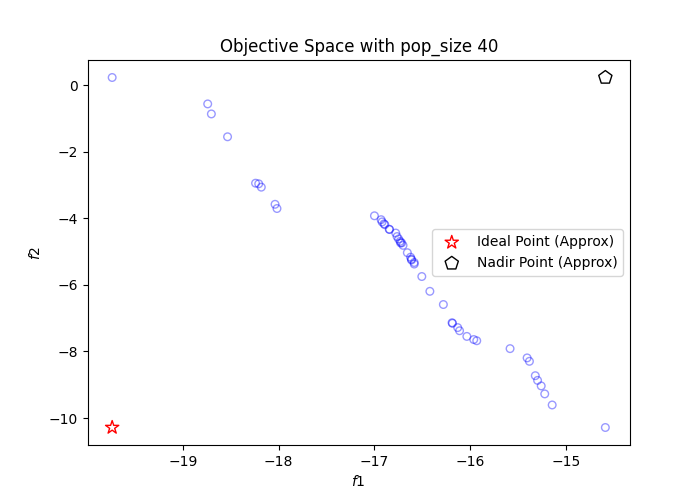 Objective Space with pop_size 40
0
−2
−4
−6
−8
−10
f2
Ideal Point (Approx)
Nadir Point (Approx)
−19
−18
−17
−16
−15
f1